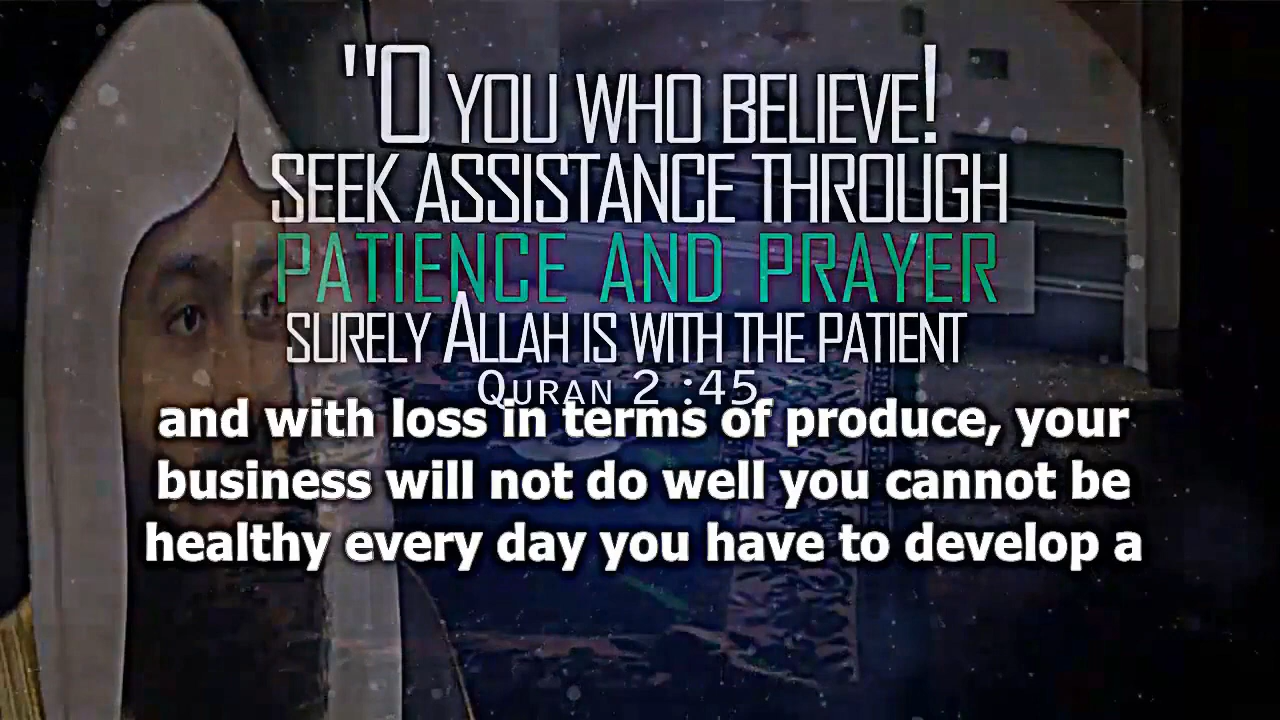 "O YOU WHO BELIEVE!
SEEK ASSISTANCE THROUGH
PATIENCE AND PRAYER
SURELY ALLAH IS WITH THE PATIENT
QURAN 2 :45
and with loss in terms of produce, your
business will not do well you cannot be
healthy every day you have to develop a